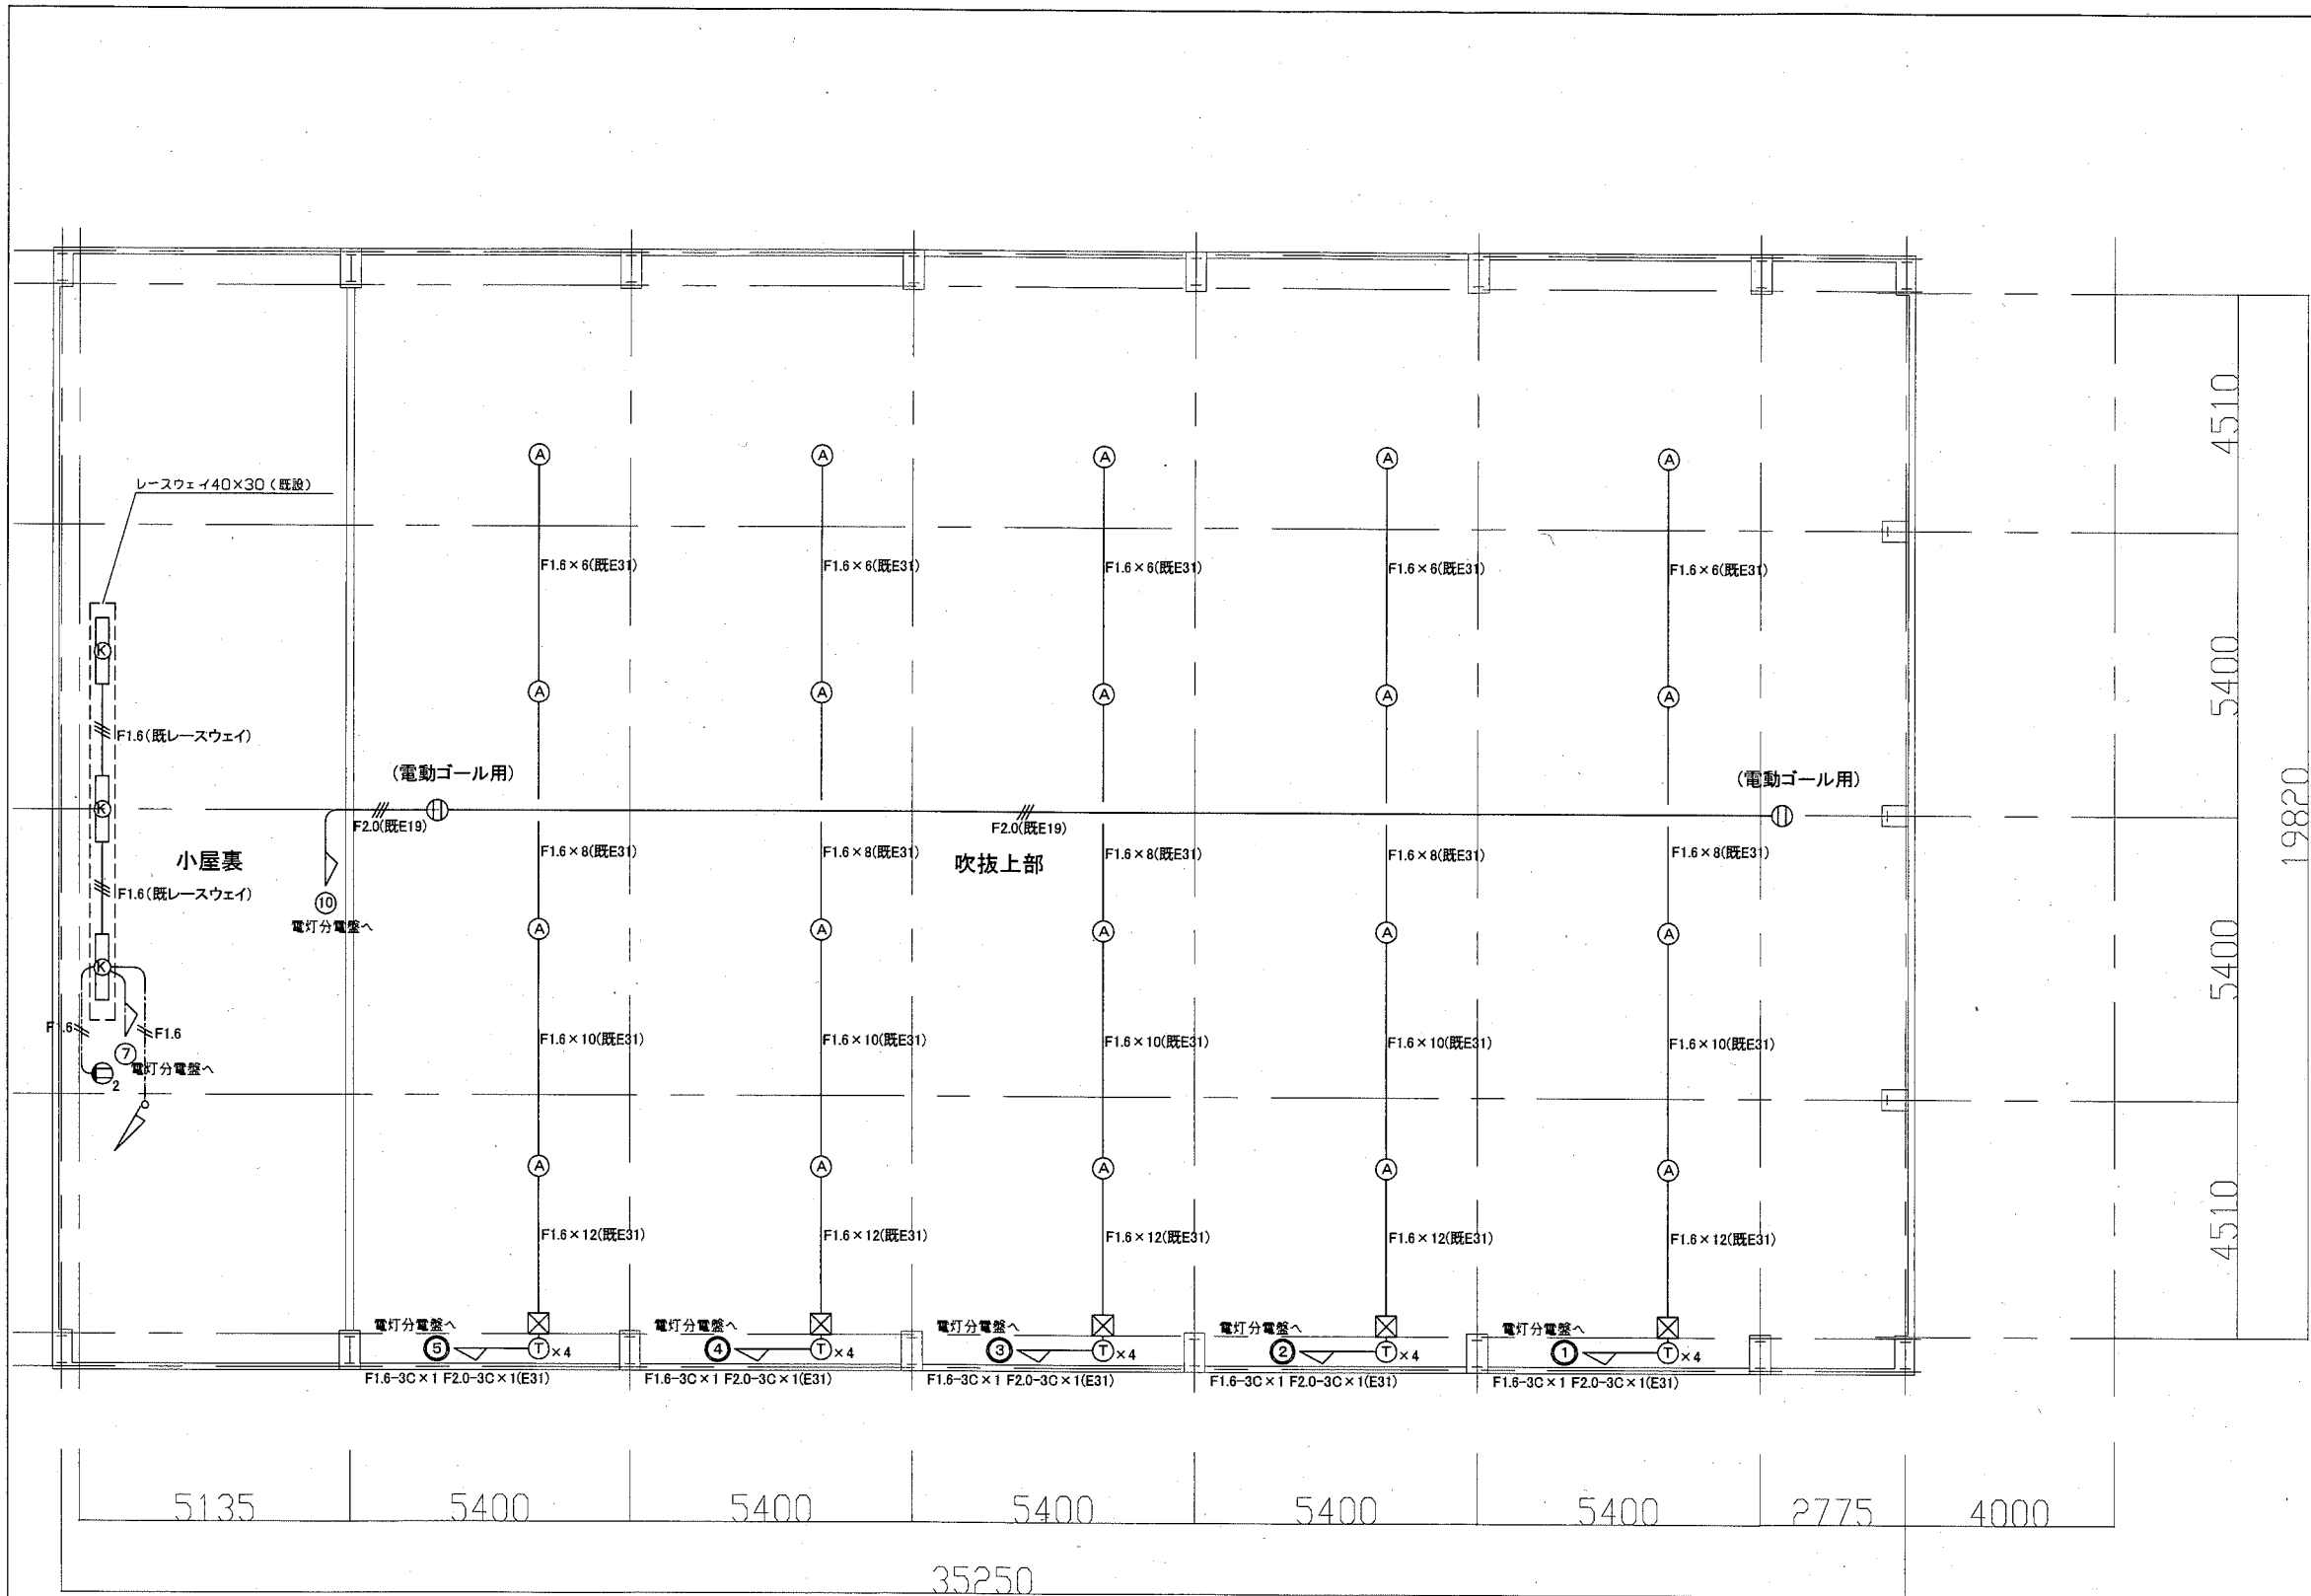 A A A A A
レースウェイ40×30(既設)
F1.6×6(既E31) F1.6×6(既E31) F1.6×6(既E31) F1.6×6(既E31) F1.6×6(既E31)
4510
K
A A A A A
5400
F1.6(既レースウェイ)
(電動ゴール用) (電動ゴール用)
K
F2.0(既E19) F2.0(既E19)
19820
小屋裏 F1.6×8(既E31) F1.6×8(既E31) 吹抜上部 F1.6×8(既E31) F1.6×8(既E31) F1.6×8(既E31)
F1.6(既レースウェイ)
10
電灯分電盤へ
A A A A A
5400
K
F1.6 F1.6
F1.6×10(既E31) F1.6×10(既E31) F1.6×10(既E31) F1.6×10(既E31) F1.6×10(既E31)
7
電灯分電盤へ
2
A A A A A
4510
F1.6×12(既E31) F1.6×12(既E31) F1.6×12(既E31) F1.6×12(既E31) F1.6×12(既E31)
電灯分電盤へ 電灯分電盤へ 電灯分電盤へ 電灯分電盤へ 電灯分電盤へ
5 T×4 4 T×4 3 T×4 2 T×4 1 T×4
F1.6-3C×1 F2.0-3C×1(E31) F1.6-3C×1 F2.0-3C×1(E31) F1.6-3C×1 F2.0-3C×1(E31) F1.6-3C×1 F2.0-3C×1(E31) F1.6-3C×1 F2.0-3C×1(E31)
5135 5400 5400 5400 5400 5400 2775 4000
35250